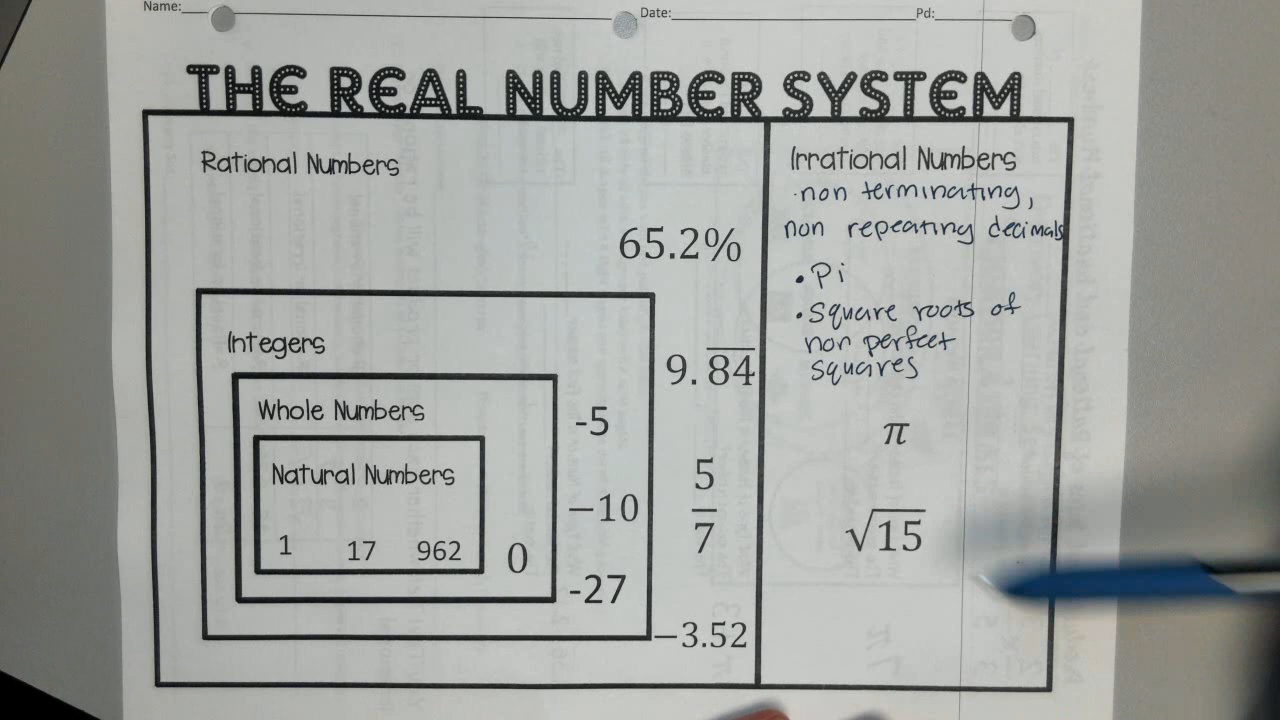 Name: Date: Pd:
THE REAL NUMBER SYSTEM
Rational Numbers
65.2%
9.\overline{84}
5/7
−3.52
Integers
-5
−10
-27
Whole Numbers
0
Natural Numbers
1 17 962
Irrational Numbers
·non terminating,
non repeating decimals
•Pi
•Square roots of
non perfect
squares
π
√15